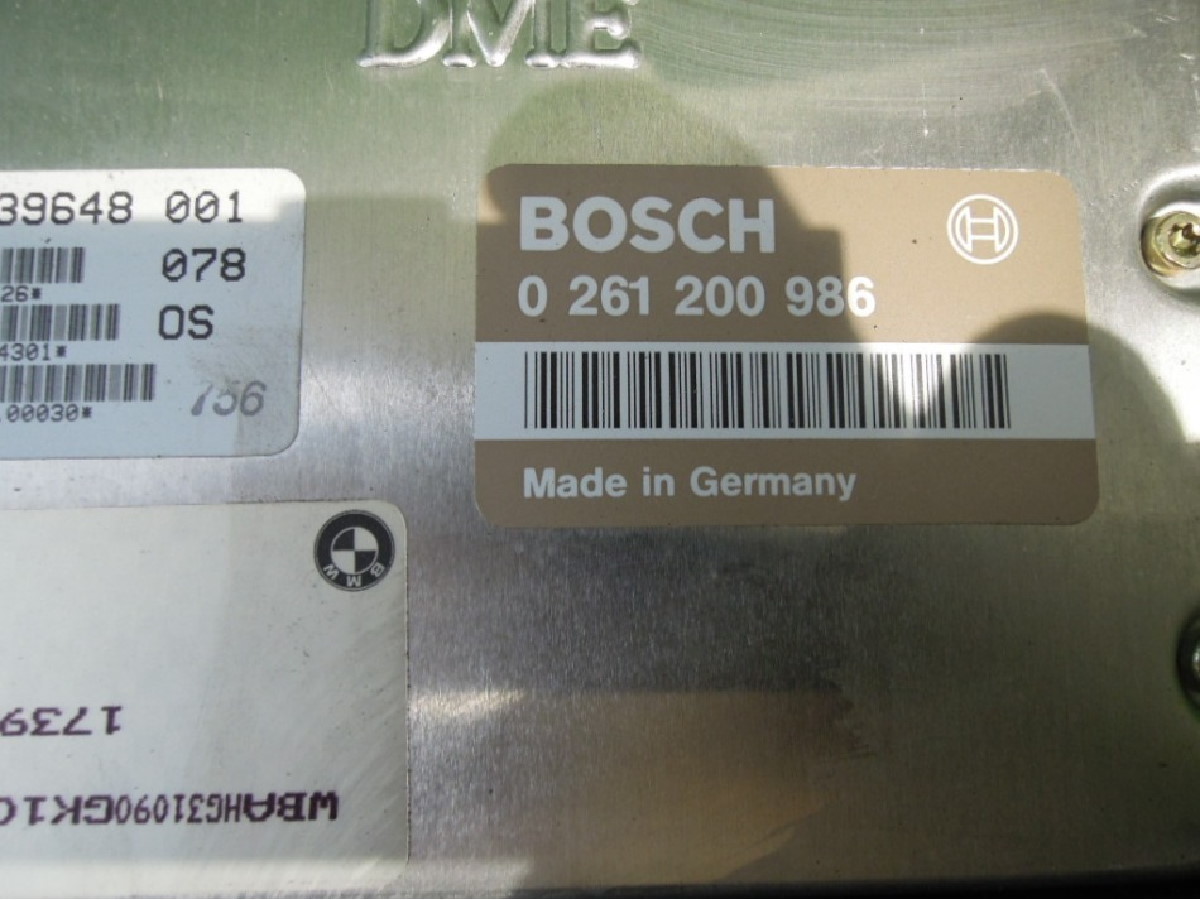 DME
39648 001
078
26*
OS
4301*
00030*
756
BOSCH
0 261 200 986
Made in Germany
BMW
1739
WBAHG31090GK1